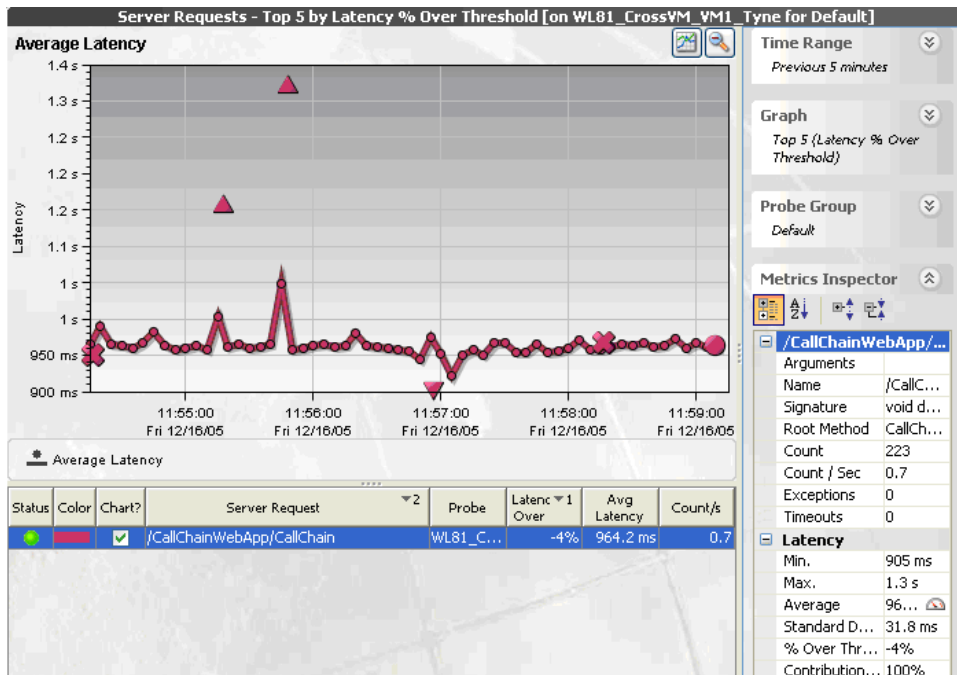 Server Requests - Top 5 by Latency % Over Threshold [on WL81_CrossVM_VM1_Tyne for Default]
Average Latency
1.4 s
1.3 s
1.2 s
1.2 s
1.2 s
1.1 s
1 s
1 s
950 ms
900 ms
Latency
11:55:00 11:56:00 11:57:00 11:58:00 11:59:00
Fri 12/16/05 Fri 12/16/05 Fri 12/16/05 Fri 12/16/05 Fri 12/16/05
Average Latency
Status Color Chart? Server Request 2 Probe Latenc 1 Over Avg Latency Count/s
/CallChainWebApp/CallChain WL81_C... -4% 964.2 ms 0.7
Time Range
Previous 5 minutes
Graph
Top 5 (Latency % Over
Threshold)
Probe Group
Default
Metrics Inspector
/CallChainWebApp/...
Arguments
Name /CallC...
Signature void d...
Root Method CallCh...
Count 223
Count / Sec 0.7
Exceptions 0
Timeouts 0
Latency
Min. 905 ms
Max. 1.3 s
Average 96...
Standard D... 31.8 ms
% Over Thr... -4%
Contribution... 100%